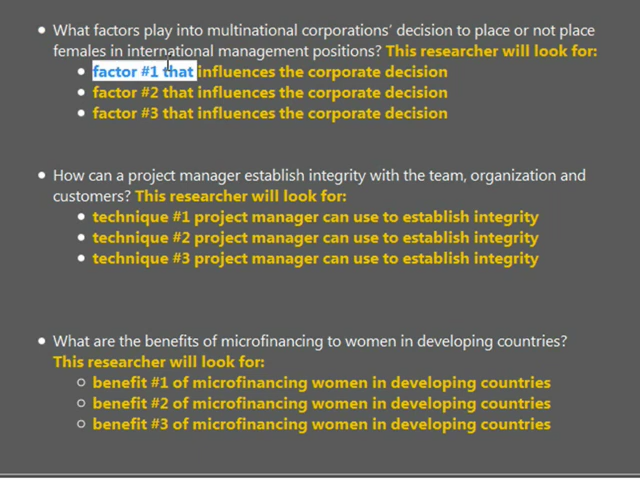 • What factors play into multinational corporations' decision to place or not place
females in international management positions? This researcher will look for:
• factor #1 that influences the corporate decision
• factor #2 that influences the corporate decision
• factor #3 that influences the corporate decision
• How can a project manager establish integrity with the team, organization and
customers? This researcher will look for:
• technique #1 project manager can use to establish integrity
• technique #2 project manager can use to establish integrity
• technique #3 project manager can use to establish integrity
• What are the benefits of microfinancing to women in developing countries?
This researcher will look for:
○ benefit #1 of microfinancing women in developing countries
○ benefit #2 of microfinancing women in developing countries
○ benefit #3 of microfinancing women in developing countries